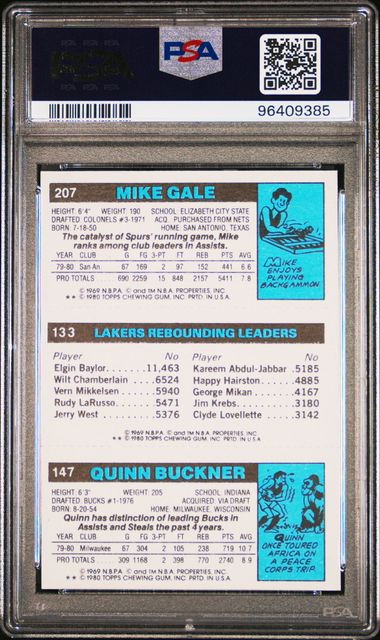 PSA
96409385
207 MIKE GALE
HEIGHT: 6'4" WEIGHT: 190 SCHOOL: ELIZABETH CITY STATE
DRAFTED: COLONELS #3-1971 ACQ.: PURCHASED FROM NETS
BORN: 7-18-50 HOME: SAN ANTONIO, TEXAS
The catalyst of Spurs' running game, Mike
ranks among club leaders in Assists.
YEAR CLUB G FG 3-PT FT REB AST PTS AVG
79-80 San An 67 169 2 97 152 441 6.6
PRO TOTALS 690 2259 15 848 2157 5411 7.8
© 1969 N.B.P.A. © and TM N.B.A. PROPERTIES, INC.
★★ © 1980 TOPPS CHEWING GUM, INC. PRTD. IN U.S.A.
MIKE
ENJOYS
PLAYING
BACKGAMMON
133 LAKERS REBOUNDING LEADERS
Player No Player No
Elgin Baylor........11,463 Kareem Abdul-Jabbar .5185
Wilt Chamberlain ....6524 Happy Hairston......4885
Vern Mikkelsen ......5940 George Mikan........4167
Rudy LaRusso........5471 Jim Krebs...........3180
Jerry West ..........5376 Clyde Lovellette ....3142
© 1969 N.B.P.A. © and TM N.B.A. PROPERTIES, INC.
★★ © 1980 TOPPS CHEWING GUM, INC. PRTD. IN U.S.A.
147 QUINN BUCKNER
HEIGHT: 6'3" WEIGHT: 205 SCHOOL: INDIANA
DRAFTED: BUCKS #1-1976 ACQUIRED: VIA DRAFT
BORN: 8-20-54 HOME: MILWAUKEE, WISCONSIN
Quinn has distinction of leading Bucks in
Assists and Steals the past 4 years.
YEAR CLUB G FG 3-PT FT REB AST PTS AVG
79-80 Milwaukee 67 304 2 105 238 719 10.7
PRO TOTALS 309 1168 2 398 770 2740 8.9
© 1969 N.B.P.A. © and TM N.B.A. PROPERTIES, INC.
★★ © 1980 TOPPS CHEWING GUM, INC. PRTD. IN U.S.A.
QUINN
ONCE TOURED
AFRICA ON
A PEACE
CORPS TRIP.
PSA